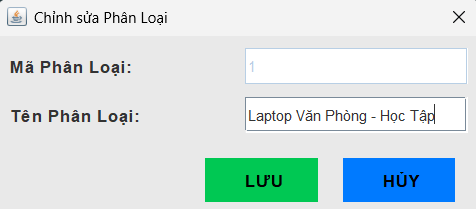 Chỉnh sửa Phân Loại
Mã Phân Loại: 1
Tên Phân Loại: Laptop Văn Phòng - Học Tập
LƯU HỦY